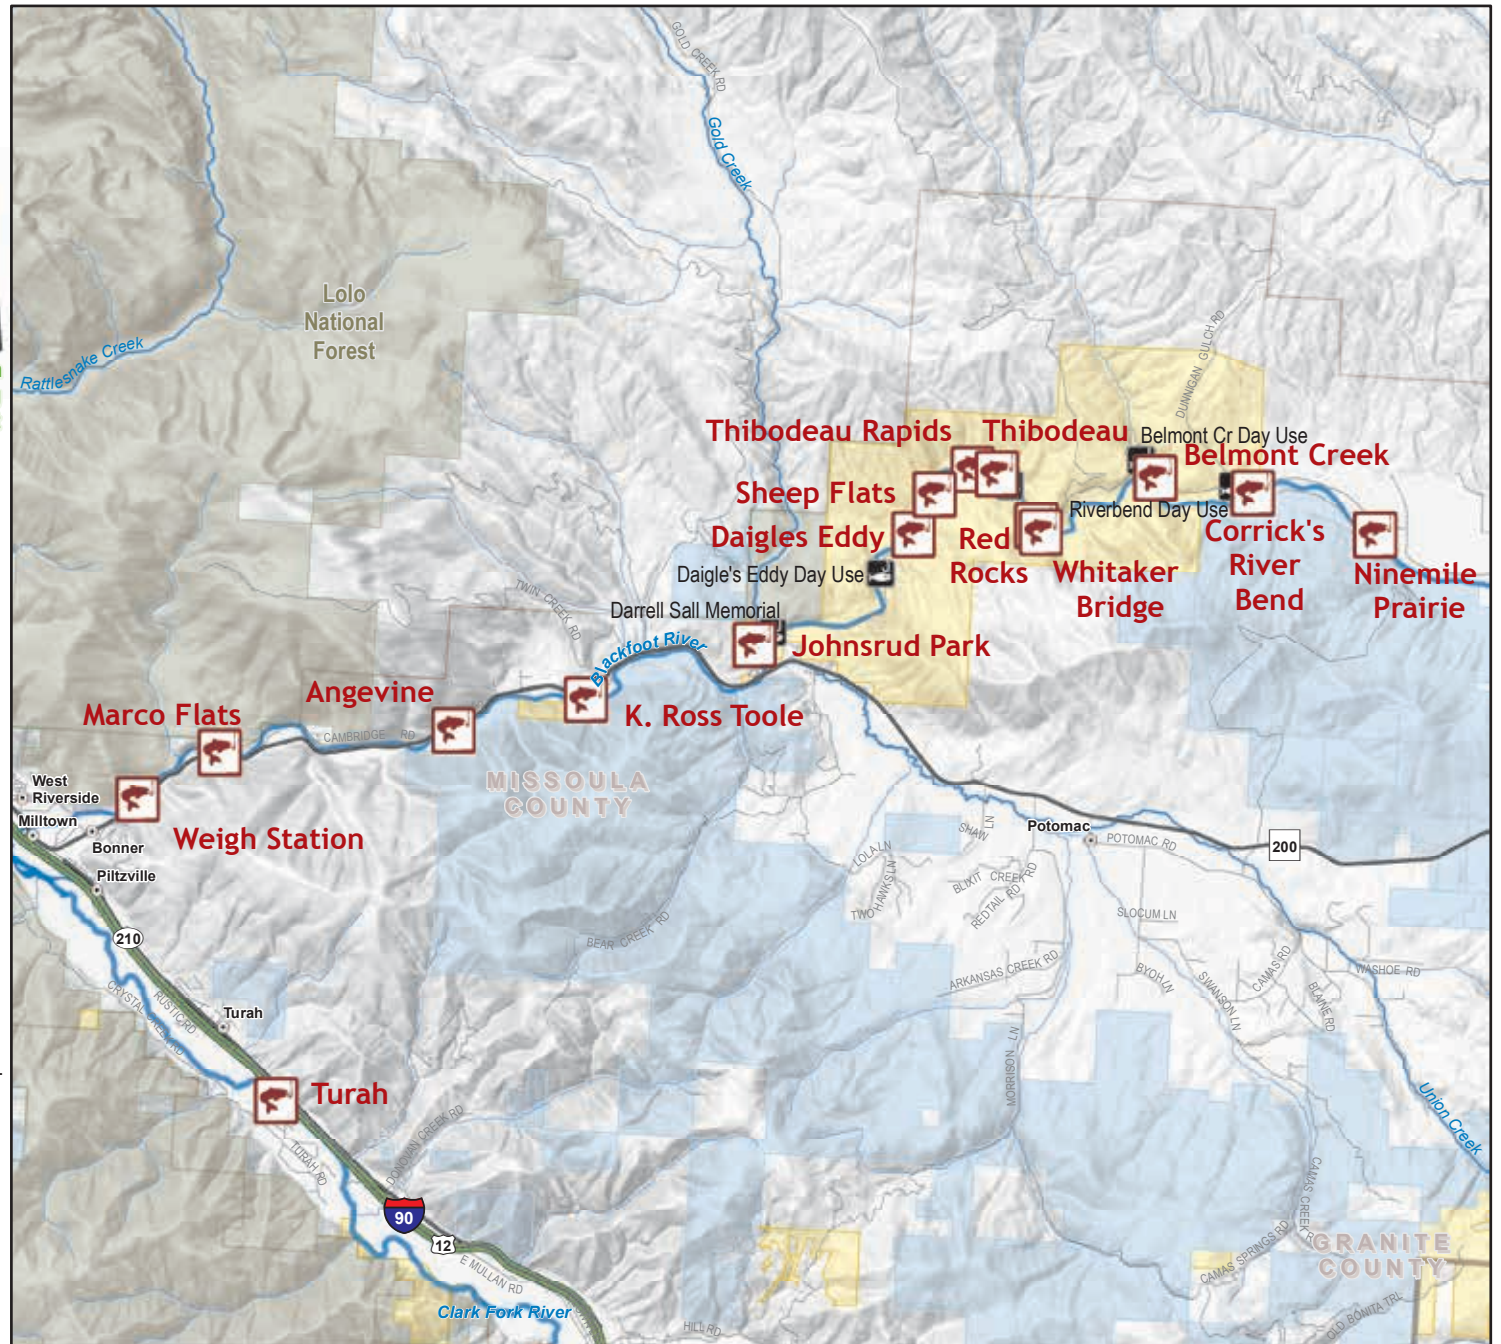 GOLD CREEK RD
Gold Creek
Lolo
National
Forest
Rattlesnake Creek
DUNNIGAN GULCH RD
Thibodeau Rapids
Thibodeau
Belmont Cr Day Use
Belmont Creek
Sheep Flats
Riverbend Day Use
Daigles Eddy
Red
Rocks
Corrick's
River
Bend
Whitaker
Bridge
Ninemile
Prairie
Daigle's Eddy Day Use
TWIN CREEK RD
Darrell Sall Memorial
Blackfoot River
Johnsrud Park
Angevine
K. Ross Toole
Marco Flats
CAMBRIDGE RD
MISSOULA
COUNTY
West
Riverside
Milltown
Bonner
Weigh Station
Piltzville
Potomac
POTOMAC RD
200
SHAW LN
LOLA LN
TWO HAWKS LN
BLIXIT CREEK RD
REDTAIL RD
SLOCUM LN
BEAR CREEK RD
210
ARKANSAS CREEK RD
BYOH LN
SWANSON LN
CAMAS RD
BLAINE RD
WASHOE RD
RUSTIC RD
Turah
Turah
MORRISON LN
Union Creek
TURAH RD
DONOVAN CREEK RD
90
12
E MULLAN RD
CAMAS CREEK R
CAMAS SPRINGS RD
GRANITE
COUNTY
Clark Fork River
HILL RD
OLD BONITA TRL